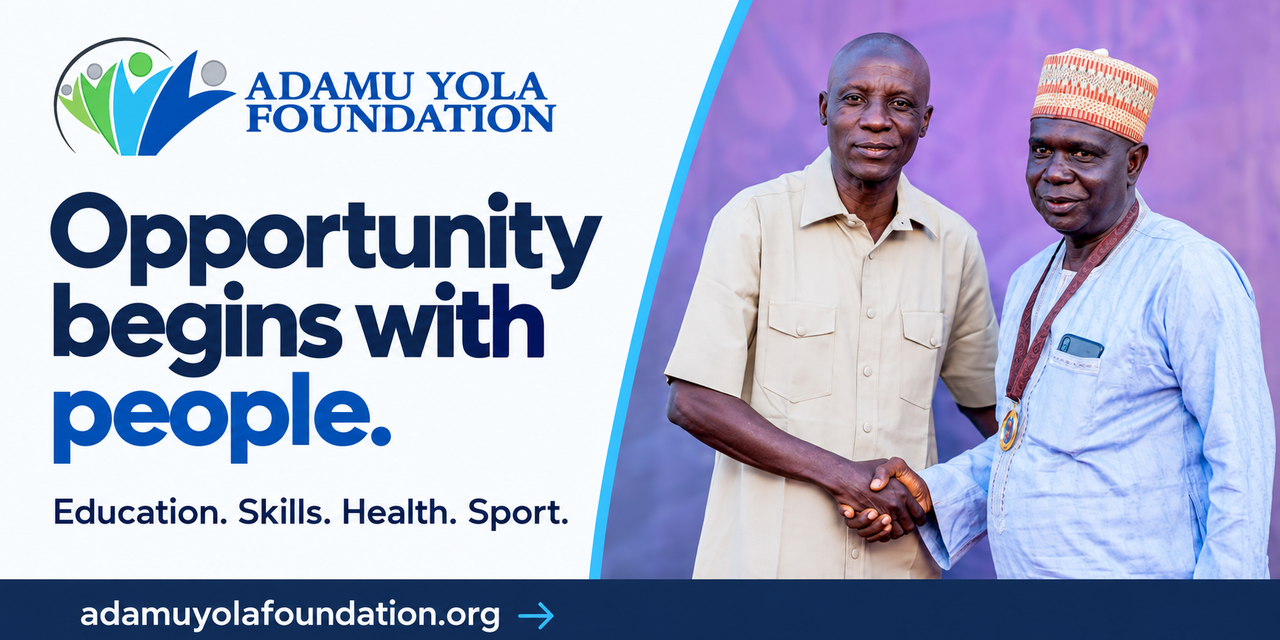 ADAMU YOLA
FOUNDATION
Opportunity
begins with
people.
Education. Skills. Health. Sport.
adamuyolafoundation.org →